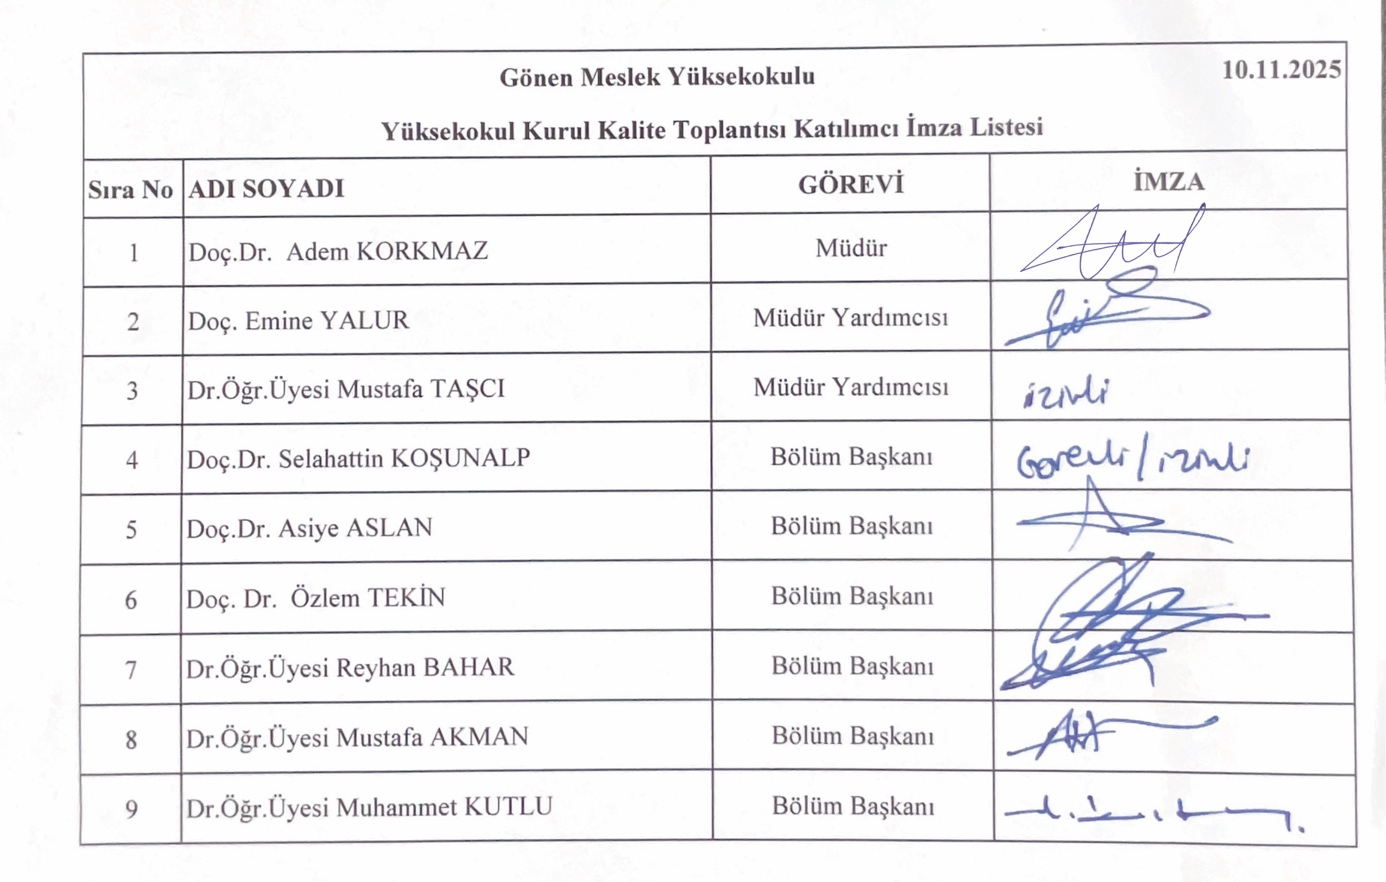 Gönen Meslek Yüksekokulu 10.11.2025
Yüksekokul Kurul Kalite Toplantısı Katılımcı İmza Listesi
Sıra No ADI SOYADI GÖREVİ İMZA
1 Doç.Dr. Adem KORKMAZ Müdür
2 Doç. Emine YALUR Müdür Yardımcısı
3 Dr.Öğr.Üyesi Mustafa TAŞCI Müdür Yardımcısı izinli
4 Doç.Dr. Selahattin KOŞUNALP Bölüm Başkanı Gorevli/izinli
5 Doç.Dr. Asiye ASLAN Bölüm Başkanı
6 Doç. Dr. Özlem TEKİN Bölüm Başkanı
7 Dr.Öğr.Üyesi Reyhan BAHAR Bölüm Başkanı
8 Dr.Öğr.Üyesi Mustafa AKMAN Bölüm Başkanı
9 Dr.Öğr.Üyesi Muhammet KUTLU Bölüm Başkanı